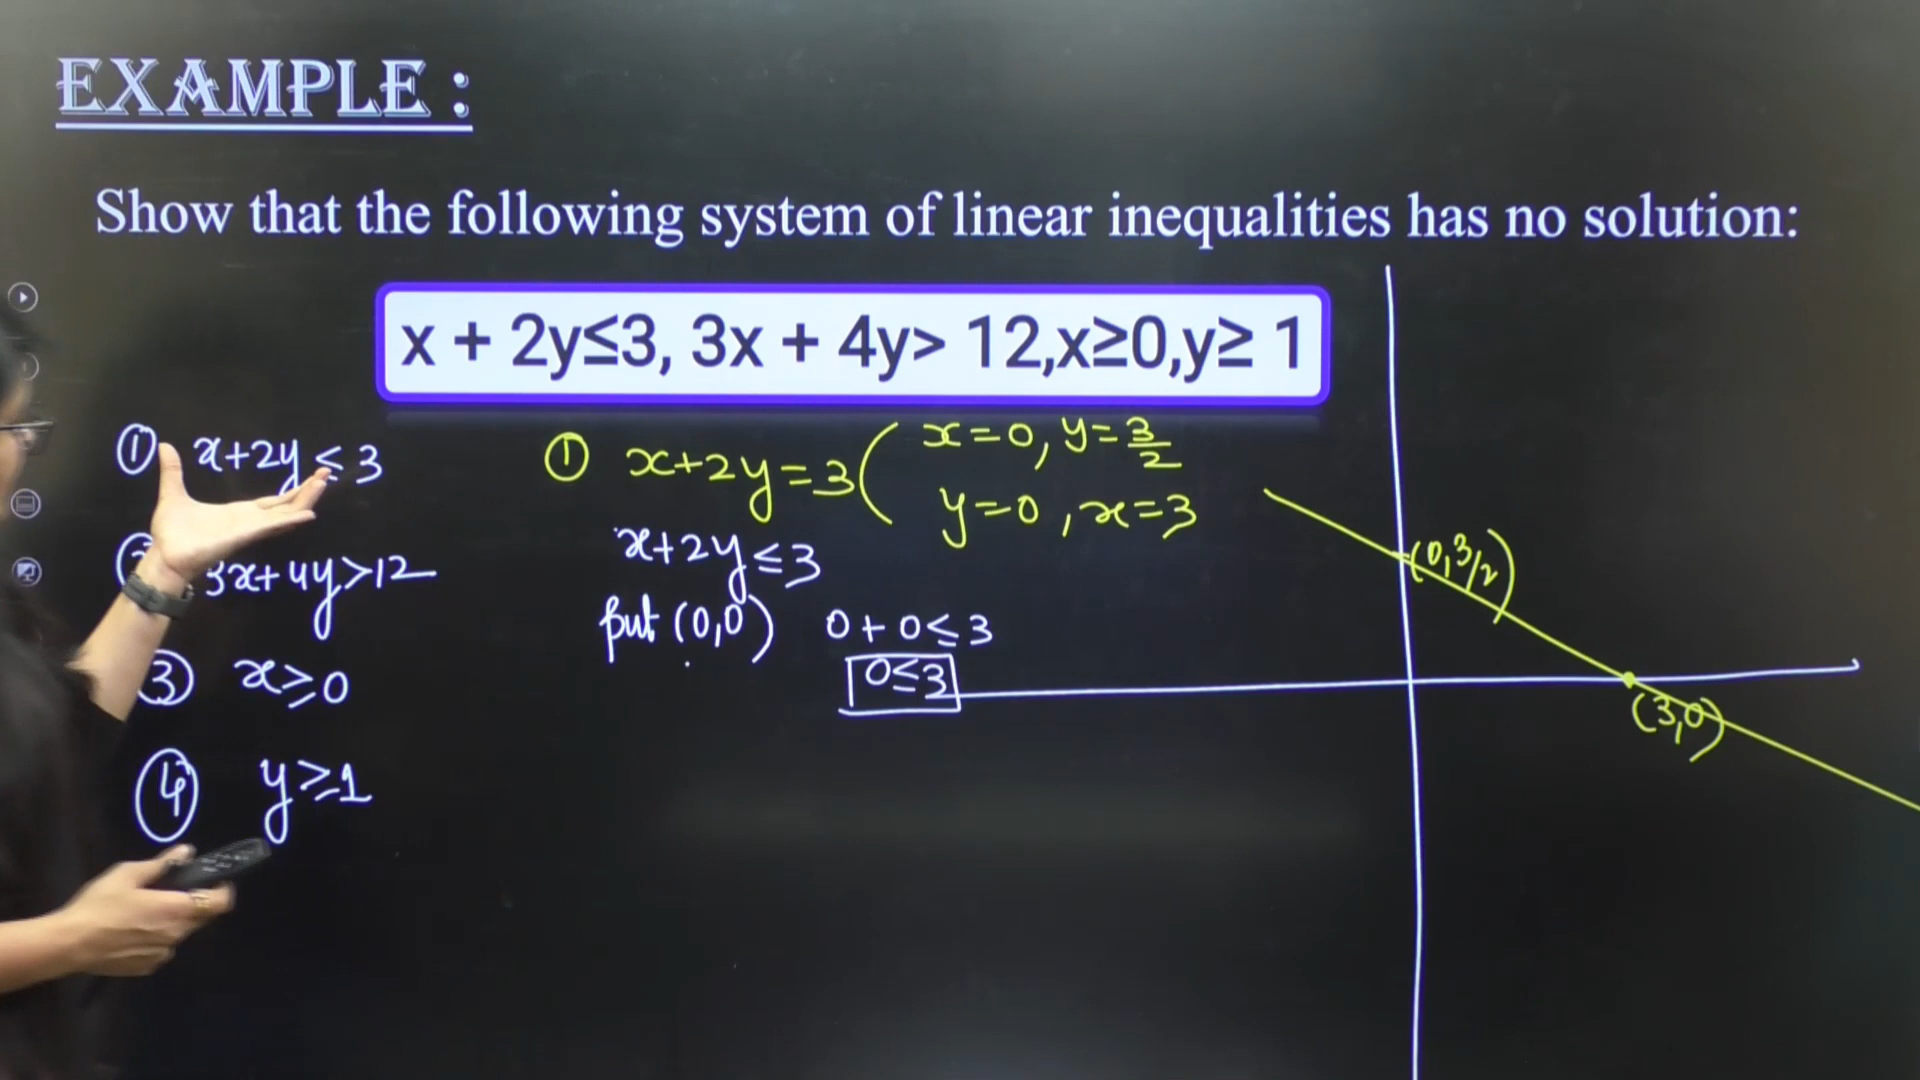 EXAMPLE :
Show that the following system of linear inequalities has no solution:
x + 2y≤3, 3x + 4y> 12,x≥0,y≥ 1
① x+2y≤3
3x+4y>12
③ x≥0
④ y≥1
① x+2y=3
x=0, y=3/2
y=0, x=3
x+2y≤3
put (0,0) 0+0≤3
0≤3
(0,3/2)
(3,0)